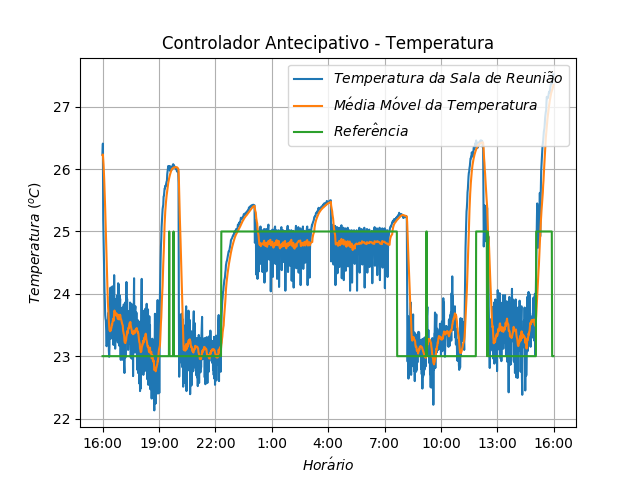 Controlador Antecipativo - Temperatura
Temperatura da Sala de Reunião
Média Móvel da Temperatura
Referência
Temperatura (ºC)
27
26
25
24
23
22
16:00 19:00 22:00 1:00 4:00 7:00 10:00 13:00 16:00
Horário